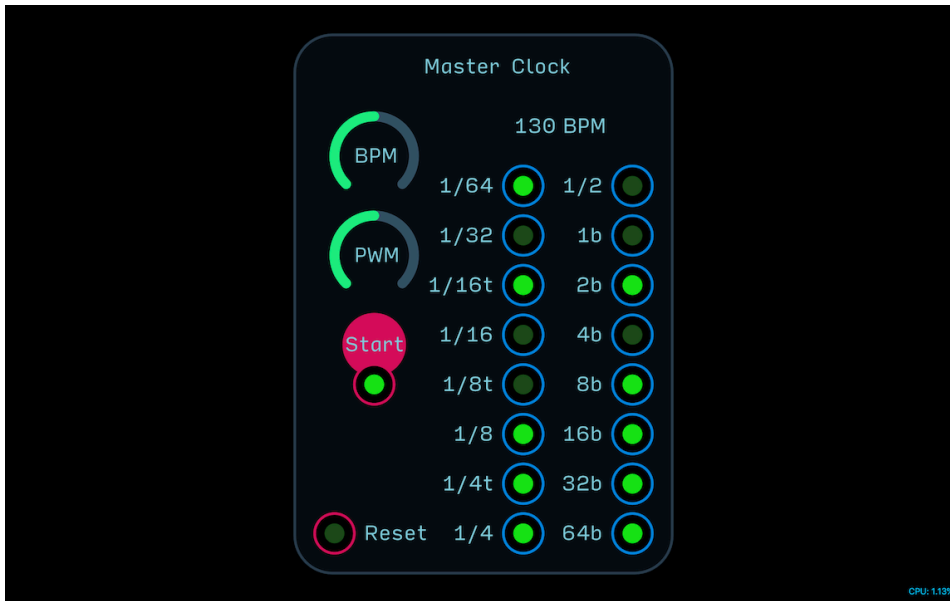 Master Clock
BPM
130 BPM
1/64
1/2
1/32
1b
PWM
1/16t
2b
Start
1/16
4b
1/8t
8b
1/8
16b
1/4t
32b
Reset
1/4
64b